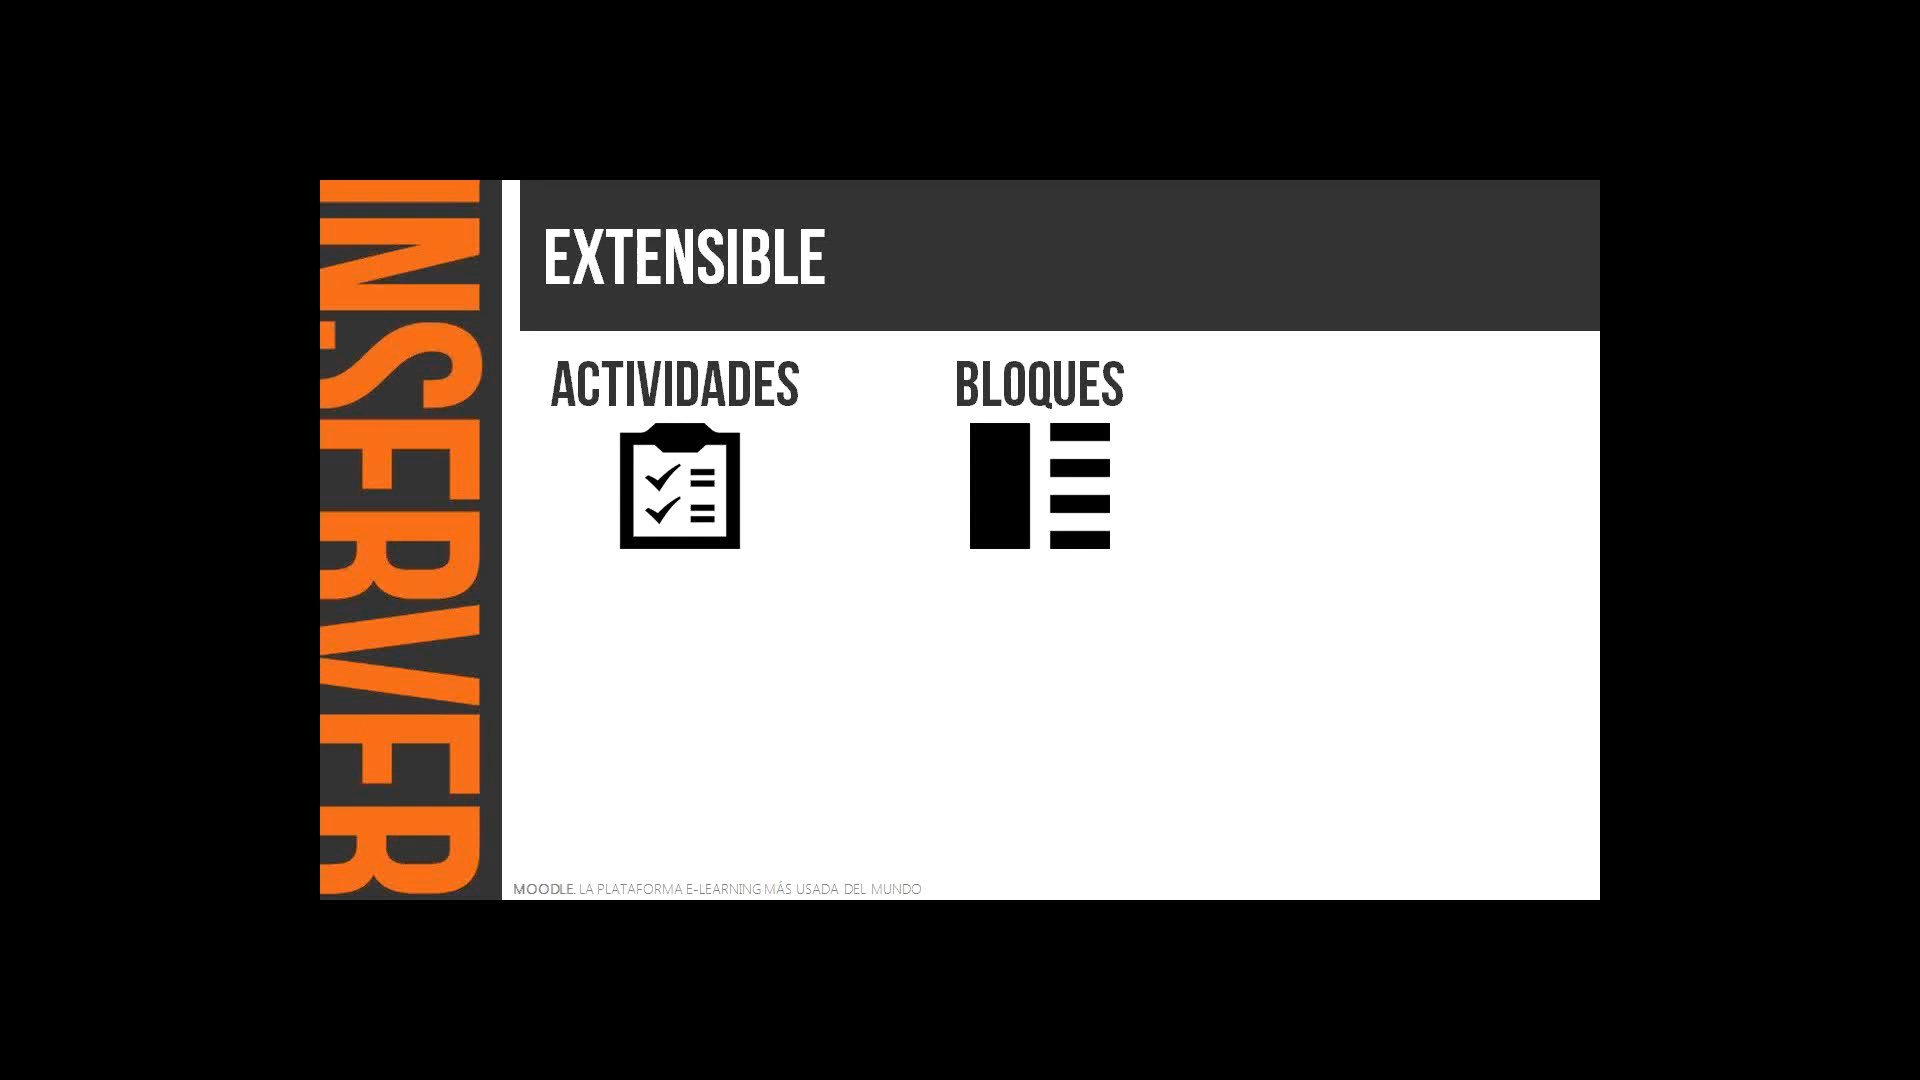 INSERVER
EXTENSIBLE
ACTIVIDADES
BLOQUES
MOODLE. LA PLATAFORMA E-LEARNING MÁS USADA DEL MUNDO